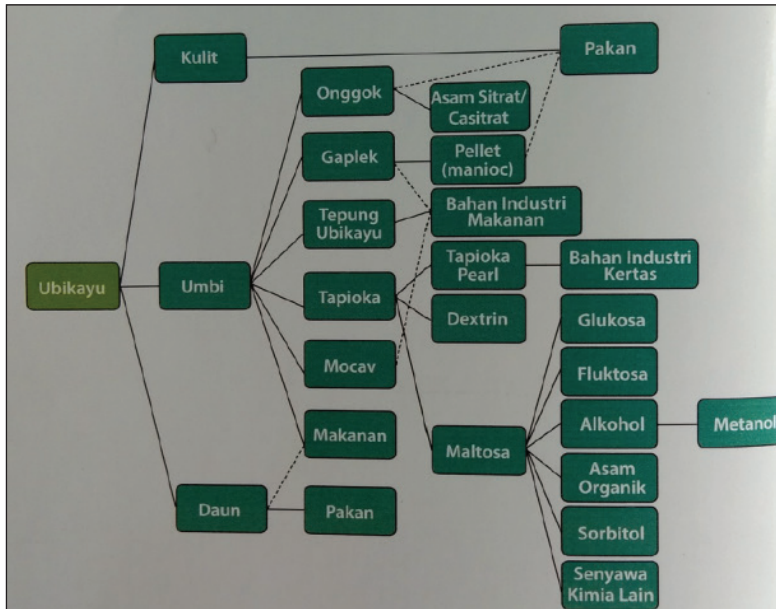 Kulit
Pakan
Onggok
Asam Sitrat/
Casitrat
Gaplek
Pellet
(manioc)
Tepung
Ubikayu
Bahan Industri
Makanan
Ubikayu
Umbi
Tapioka
Tapioka
Pearl
Bahan Industri
Kertas
Dextrin
Glukosa
Mocav
Fluktosa
Makanan
Maltosa
Alkohol
Metanol
Asam
Organik
Daun
Pakan
Sorbitol
Senyawa
Kimia Lain